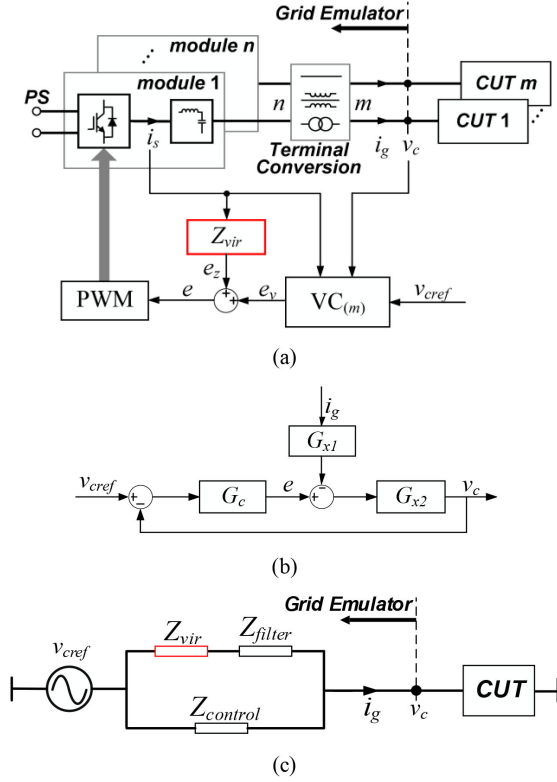 Grid Emulator
module n
module 1
PS
CUT m
CUT 1
n
m
i_s
i_g
v_c
Terminal
Conversion
Z_vir
e_z
PWM
e
e_v
VC(m)
v_cref
(a)
i_g
G_x1
v_cref
G_c
e
G_x2
v_c
(b)
Grid Emulator
v_cref
Z_vir
Z_filter
Z_control
i_g
v_c
CUT
(c)